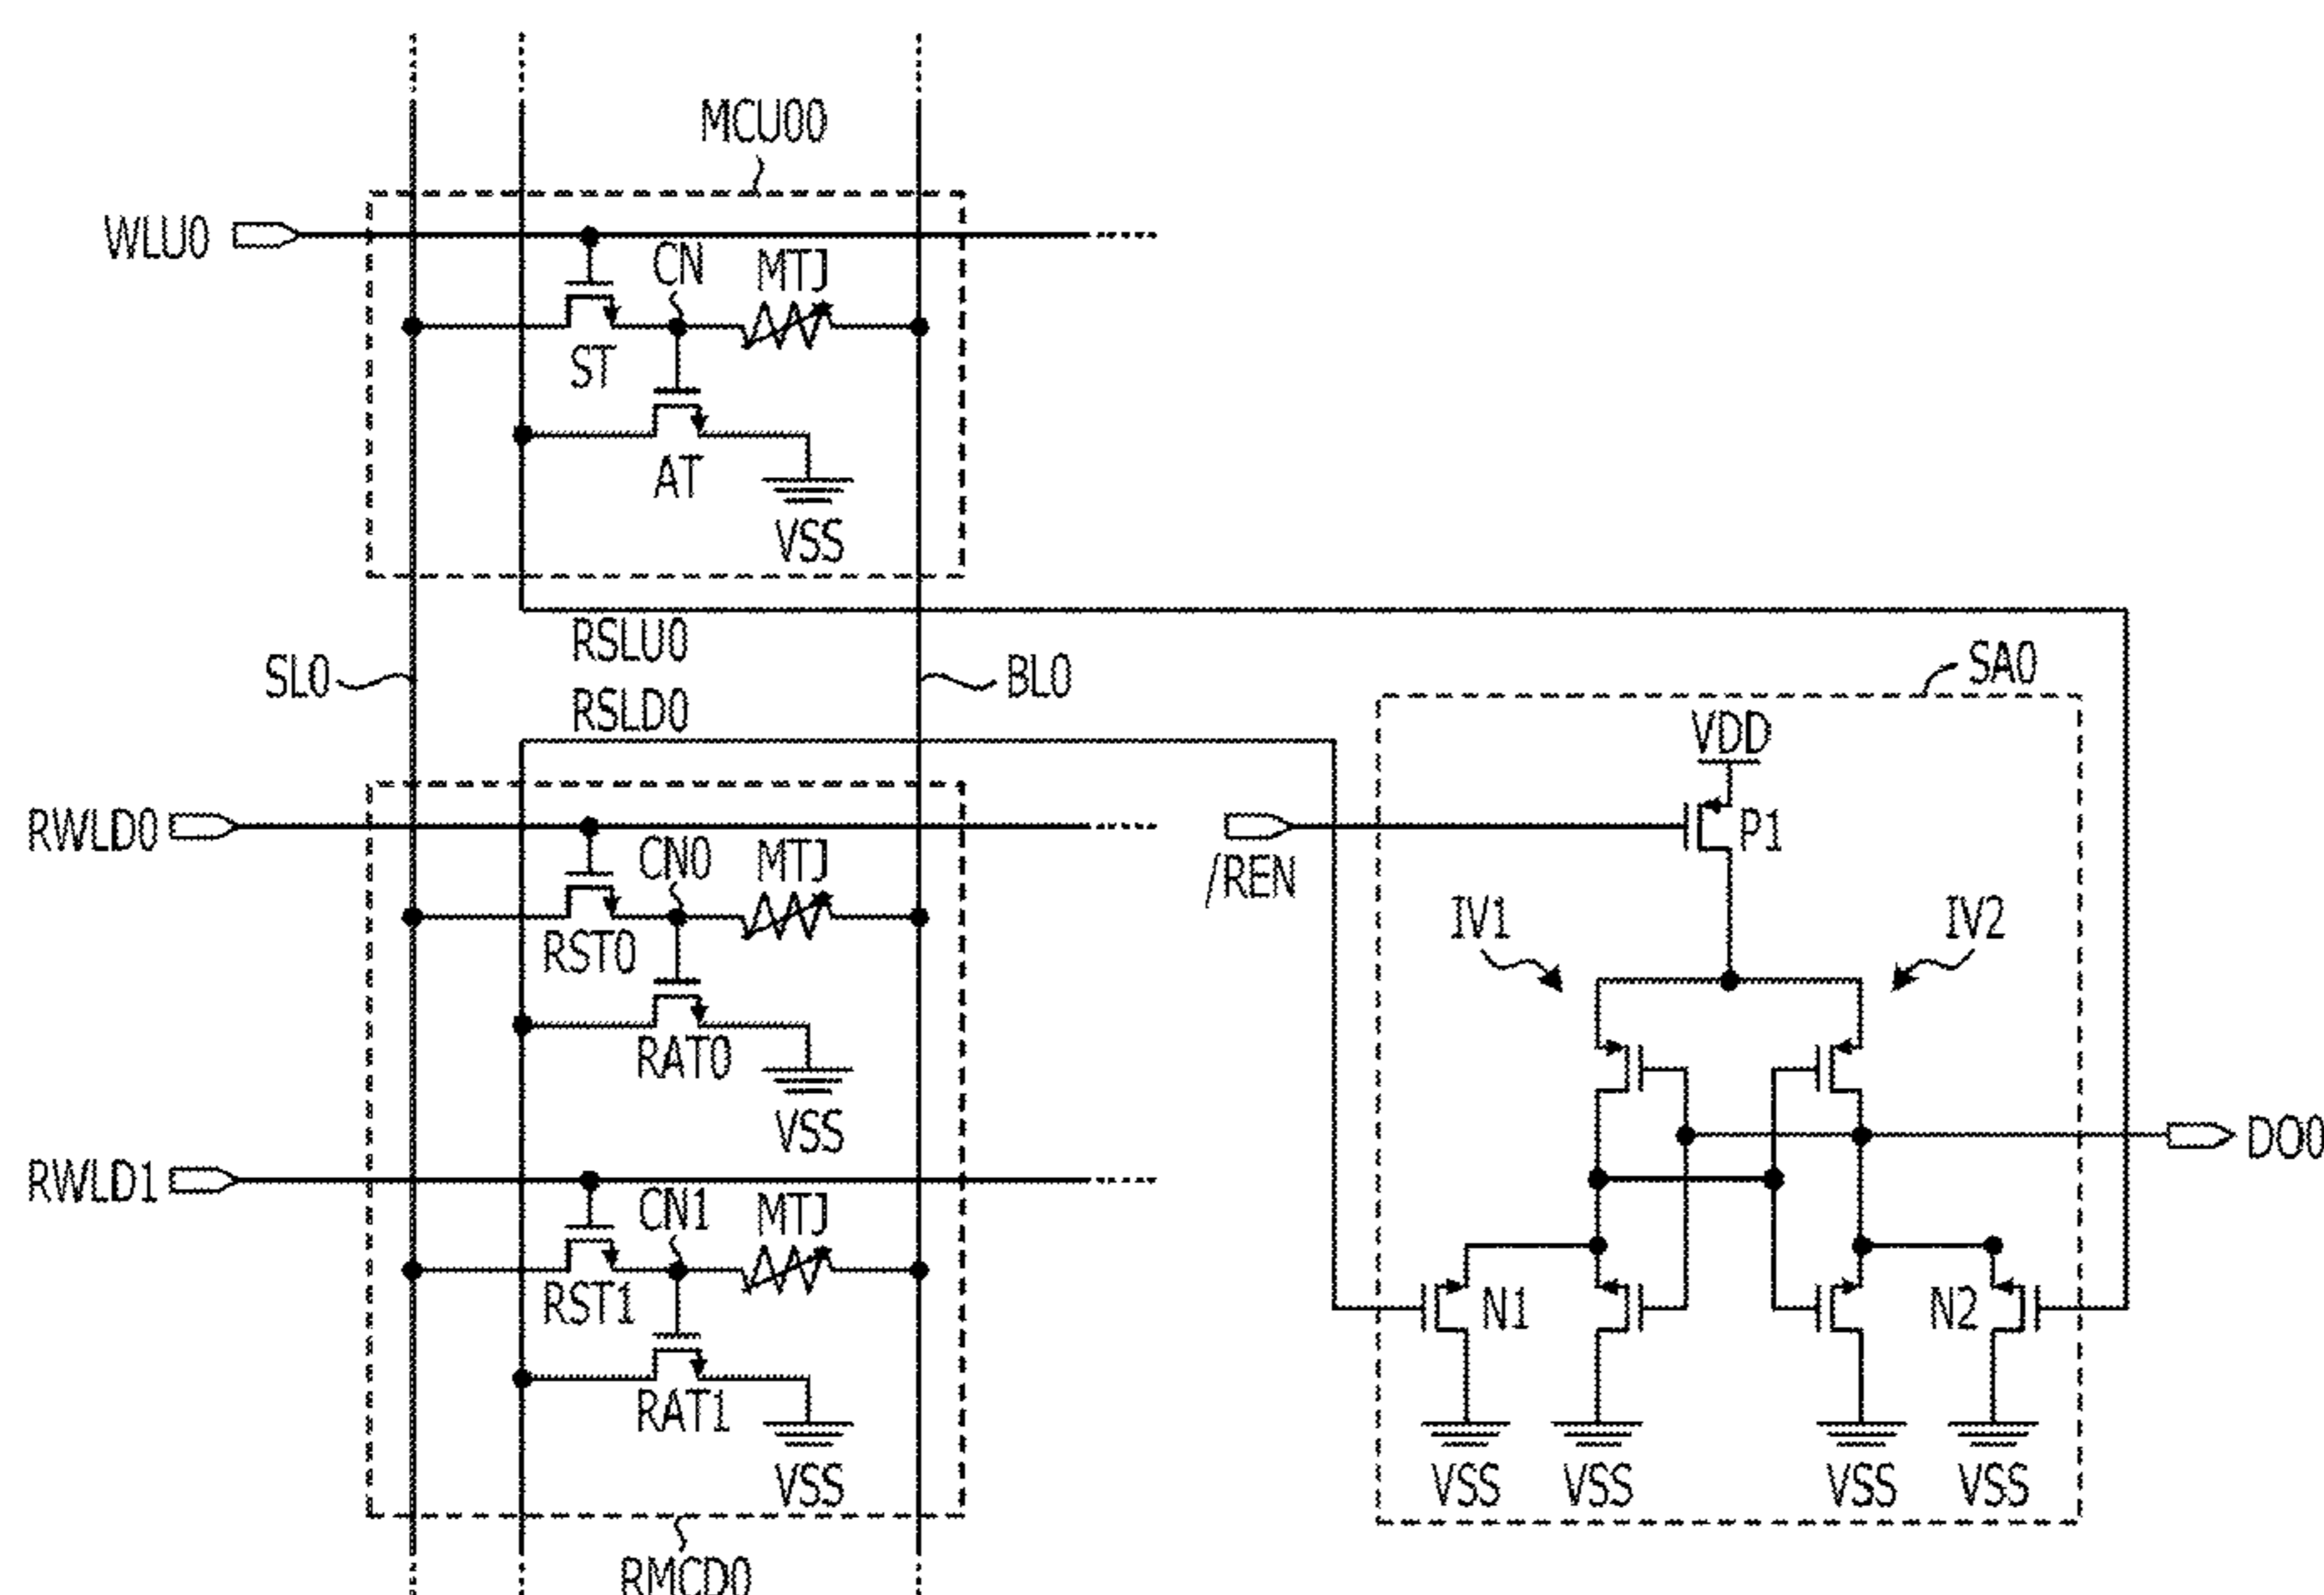 MCU00
WLU0
CN
MTJ
ST
AT
VSS
RSLU0
SL0
BL0
SA0
RSLD0
VDD
RWLD0
CN0
MTJ
/REN
P1
IV1
IV2
RST0
RAT0
VSS
DO0
RWLD1
CN1
MTJ
RST1
N1
N2
RAT1
VSS
VSS
VSS
VSS
VSS
RMCD0